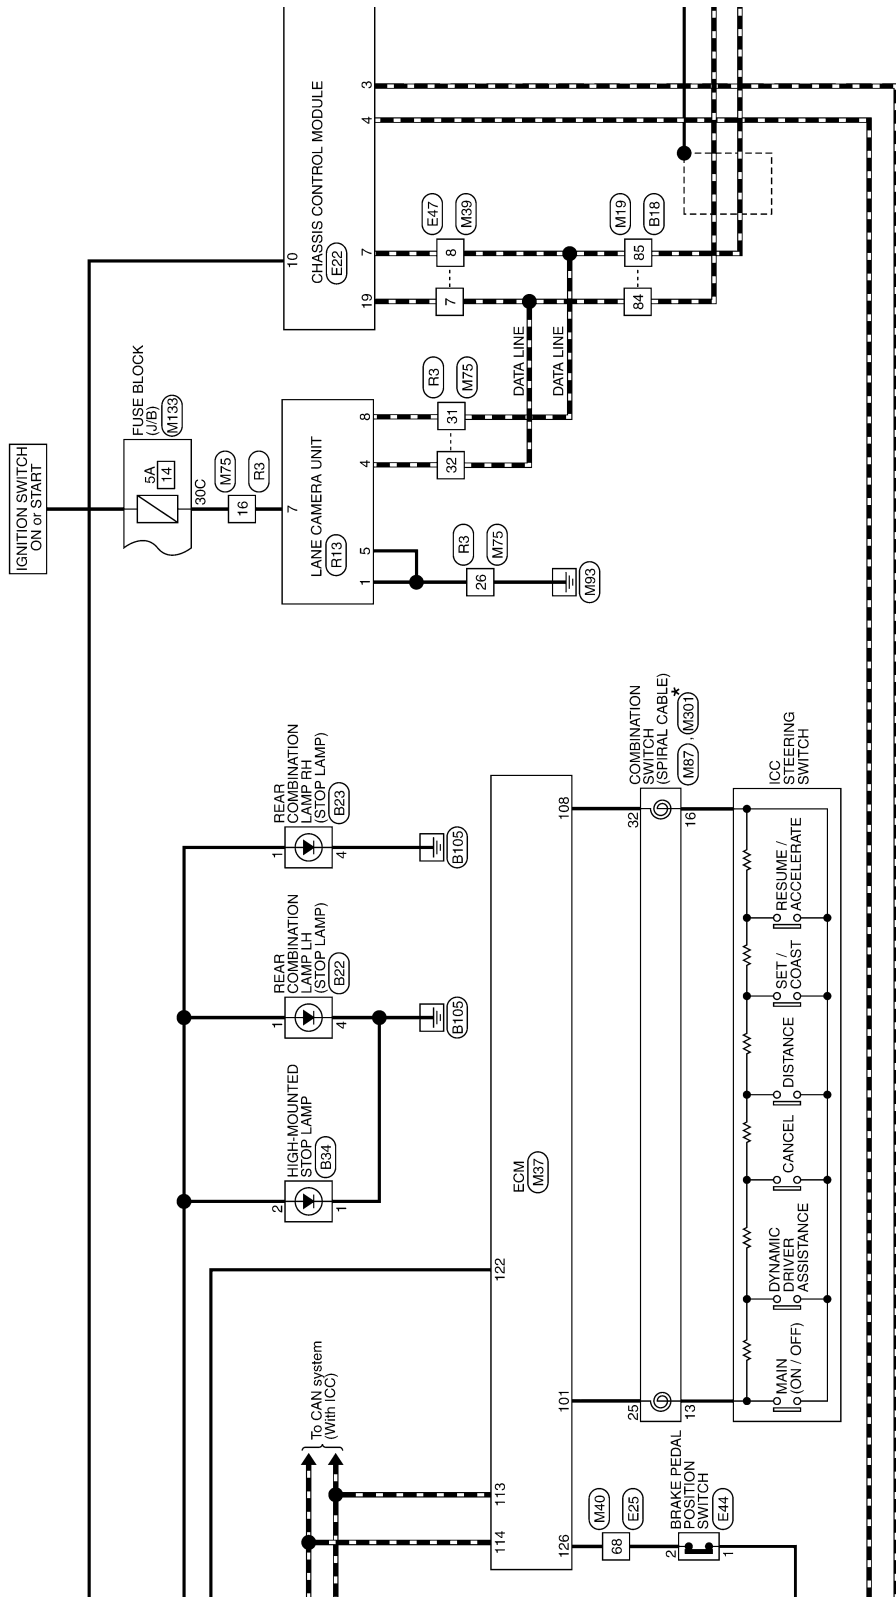 IGNITION SWITCH
ON or START
FUSE BLOCK
(J/B)
M133
5A
14
30C
M75
R3
16
7
LANE CAMERA UNIT
R13
1
5
4
8
32
31
R3
M75
26
R3
M75
M93
10
CHASSIS CONTROL MODULE
E22
19
7
4
3
7
8
E47
M39
DATA LINE
DATA LINE
84
85
M19
B18
HIGH-MOUNTED
STOP LAMP
B34
2
1
REAR
COMBINATION
LAMP LH
(STOP LAMP)
B22
1
4
B105
REAR
COMBINATION
LAMP RH
(STOP LAMP)
B23
1
4
B105
To CAN system
(With ICC)
114
113
122
ECM
M37
126
101
108
68
M40
E25
BRAKE PEDAL
POSITION
SWITCH
E44
2
1
COMBINATION
SWITCH
(SPIRAL CABLE)
M87 , M301
*
25
13
32
16
ICC
STEERING
SWITCH
MAIN
(ON / OFF)
DYNAMIC
DRIVER
ASSISTANCE
CANCEL
DISTANCE
SET /
COAST
RESUME /
ACCELERATE